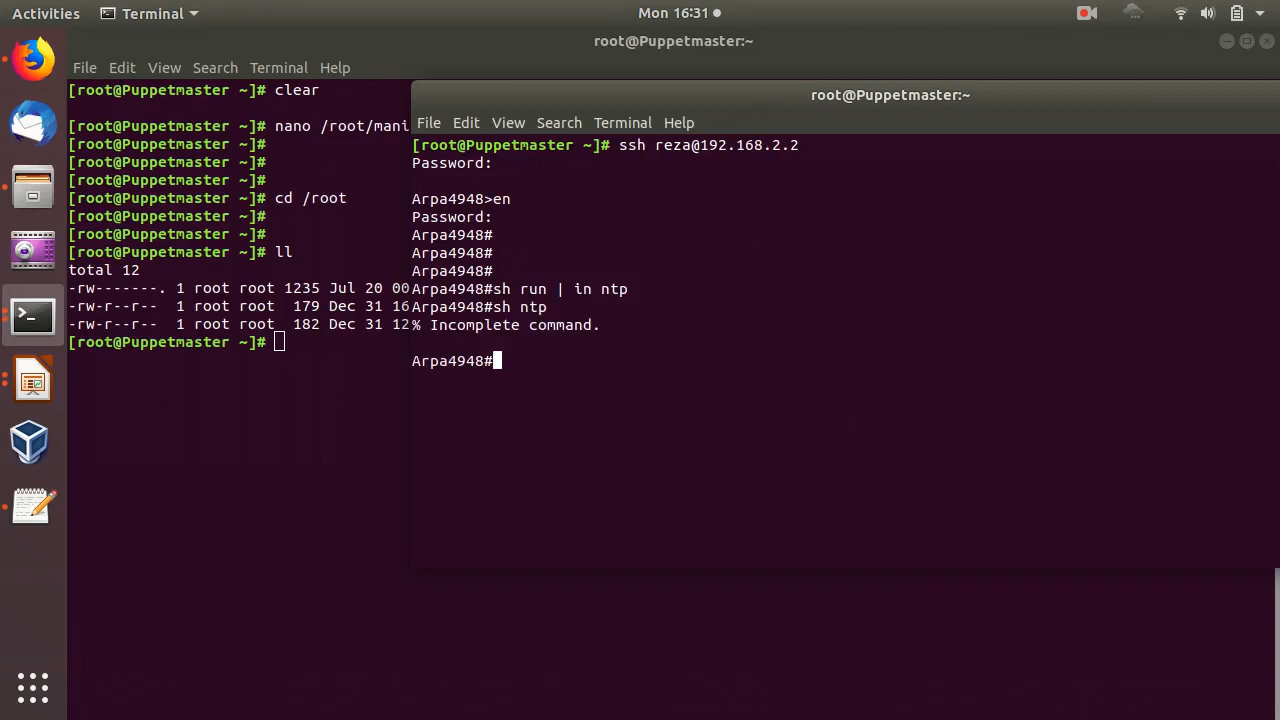 Activities Terminal Mon 16:31
root@Puppetmaster:~
File Edit View Search Terminal Help
[root@Puppetmaster ~]# clear
[root@Puppetmaster ~]# nano /root/mani
[root@Puppetmaster ~]#
[root@Puppetmaster ~]#
[root@Puppetmaster ~]#
[root@Puppetmaster ~]# cd /root
[root@Puppetmaster ~]#
[root@Puppetmaster ~]#
[root@Puppetmaster ~]# ll
total 12
-rw-------. 1 root root 1235 Jul 20 00
-rw-r--r-- 1 root root 179 Dec 31 16
-rw-r--r-- 1 root root 182 Dec 31 12
[root@Puppetmaster ~]#
root@Puppetmaster:~
File Edit View Search Terminal Help
[root@Puppetmaster ~]# ssh reza@192.168.2.2
Password:
Arpa4948>en
Password:
Arpa4948#
Arpa4948#
Arpa4948#
Arpa4948#sh run | in ntp
Arpa4948#sh ntp
% Incomplete command.
Arpa4948#